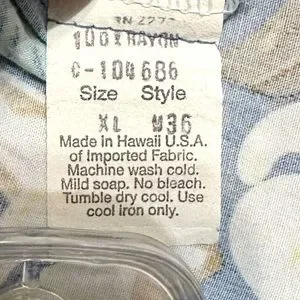 100%RAYON
C-104686
Size Style
XL M36
Made in Hawaii U.S.A.
of Imported Fabric.
Machine wash cold.
Mild soap. No bleach.
Tumble dry cool. Use
cool iron only.